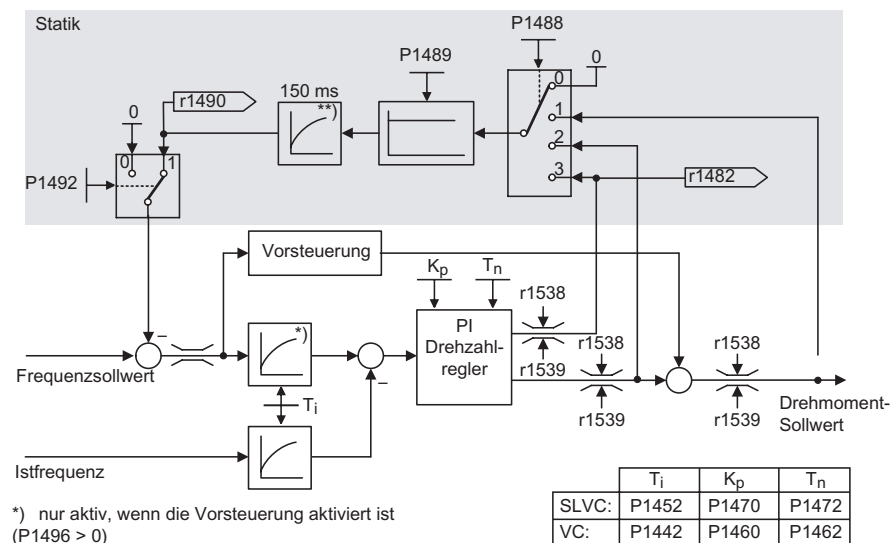 Statik
P1488
0
P1489
0
1
2
3
150 ms
**)
r1490
0
0 1
P1492
r1482
Vorsteuerung
Kp Tn
r1538
r1538
r1538
*)
PI
Drehzahl-
regler
–
–
r1539
r1539
r1539
Frequenzsollwert
Ti
Drehmoment-
Sollwert
Istfrequenz
*) nur aktiv, wenn die Vorsteuerung aktiviert ist
(P1496 > 0)
Ti Kp Tn
SLVC: P1452 P1470 P1472
VC: P1442 P1460 P1462